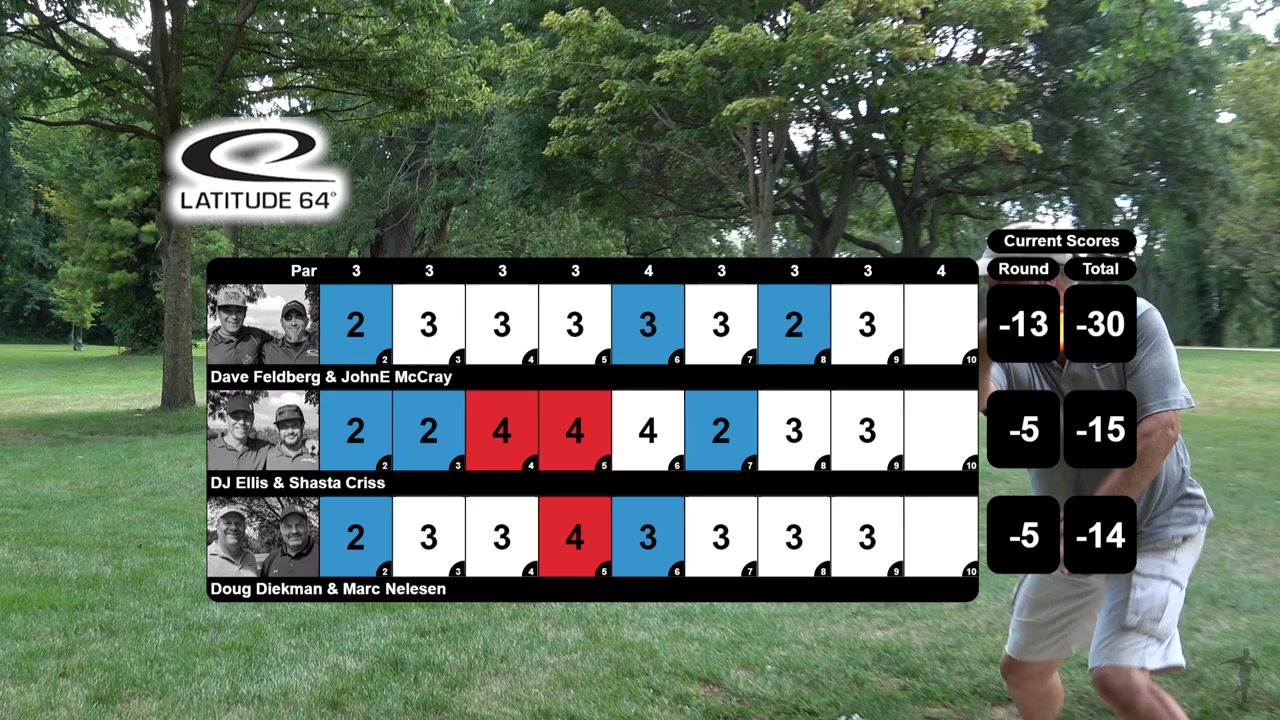 LATITUDE 64°
Current Scores
Par 3 3 3 3 4 3 3 3 4 Round Total
2 3 3 3 3 3 2 3 -13 -30
2 3 4 5 6 7 8 9 10
Dave Feldberg & JohnE McCray
2 2 4 4 4 2 3 3 -5 -15
2 3 4 5 6 7 8 9 10
DJ Ellis & Shasta Criss
2 3 3 4 3 3 3 3 -5 -14
2 3 4 5 6 7 8 9 10
Doug Diekman & Marc Nelesen